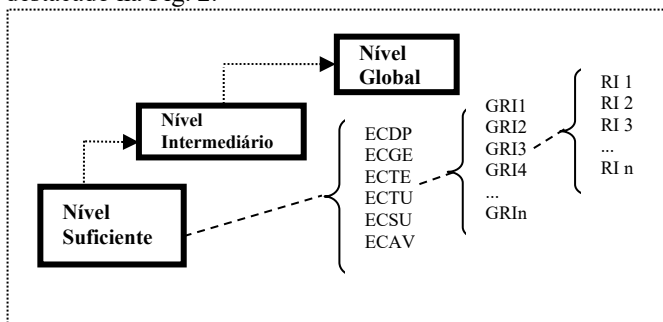 destacado na Fig. 2.
Nível
Global
Nível
Intermediário
Nível
Suficiente
ECDP
ECGE
ECTE
ECTU
ECSU
ECAV
GRI1
GRI2
GRI3
GRI4
...
GRIn
RI 1
RI 2
RI 3
...
RI n